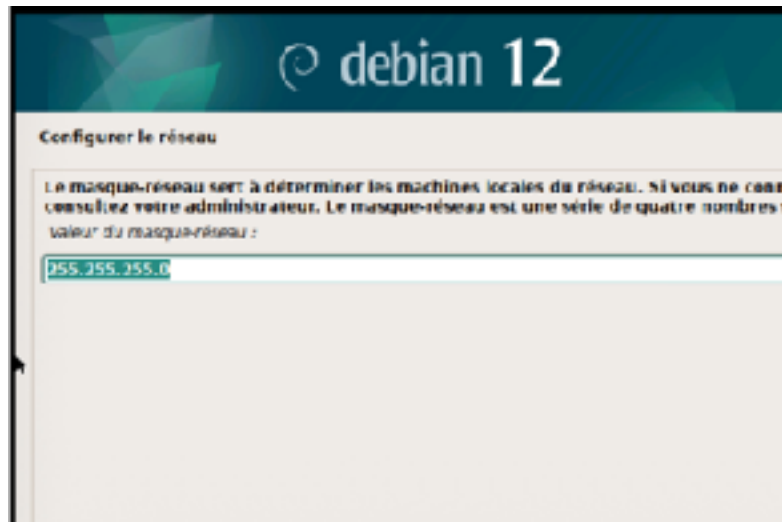 debian 12
Configurer le réseau
Le masque-réseau sert à déterminer les machines locales du réseau. Si vous ne conn
consultez votre administrateur. Le masque-réseau est une série de quatre nombres
Valeur du masque-réseau :
255.255.255.0